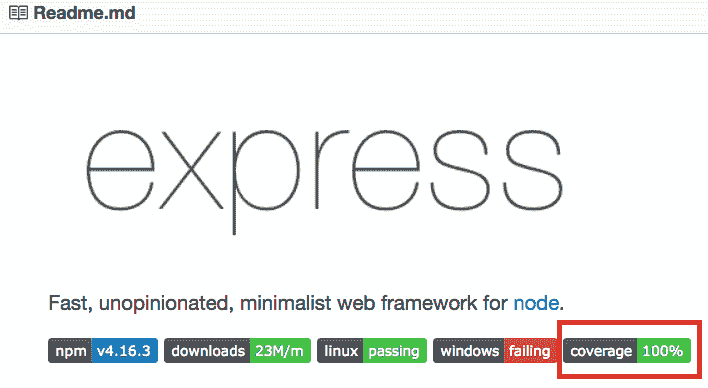 Readme.md
express
Fast, unopinionated, minimalist web framework for node.
npm v4.16.3 downloads 23M/m linux passing windows failing coverage 100%